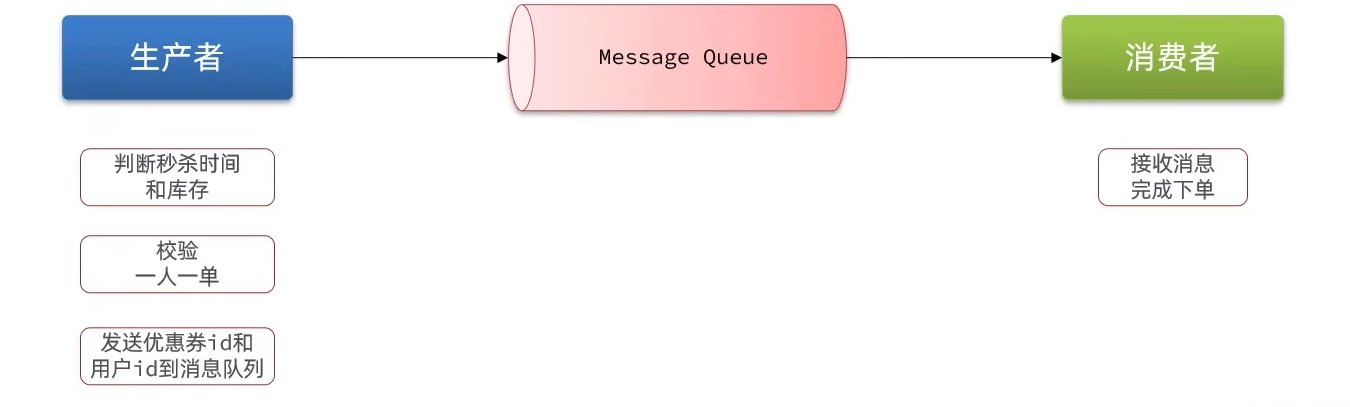 生产者
Message Queue
消费者
判断秒杀时间
和库存
校验
一人一单
发送优惠券id和
用户id到消息队列
接收消息
完成下单